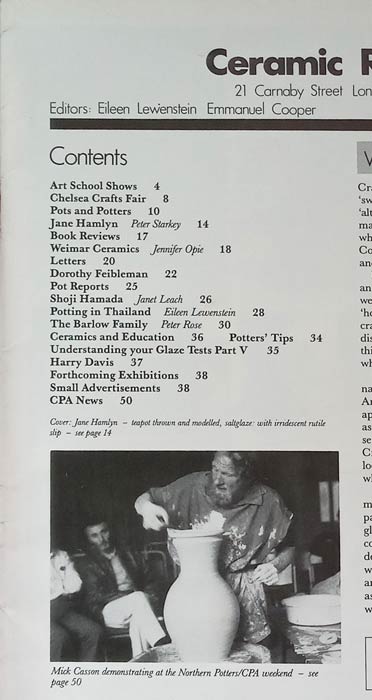 Ceramic R
21 Carnaby Street Lon
Editors: Eileen Lewenstein Emmanuel Cooper
Contents
Art School Shows 4
Chelsea Crafts Fair 8
Pots and Potters 10
Jane Hamlyn Peter Starkey 14
Book Reviews 17
Weimar Ceramics Jennifer Opie 18
Letters 20
Dorothy Feibleman 22
Pot Reports 25
Shoji Hamada Janet Leach 26
Potting in Thailand Eileen Lewenstein 28
The Barlow Family Peter Rose 30
Ceramics and Education 36 Potters' Tips 34
Understanding your Glaze Tests Part V 35
Harry Davis 37
Forthcoming Exhibitions 38
Small Advertisements 38
CPA News 50
Cover: Jane Hamlyn – teapot thrown and modelled, saltglaze: with irridescent rutile
slip – see page 14
Mick Casson demonstrating at the Northern Potters/CPA weekend – see
page 50